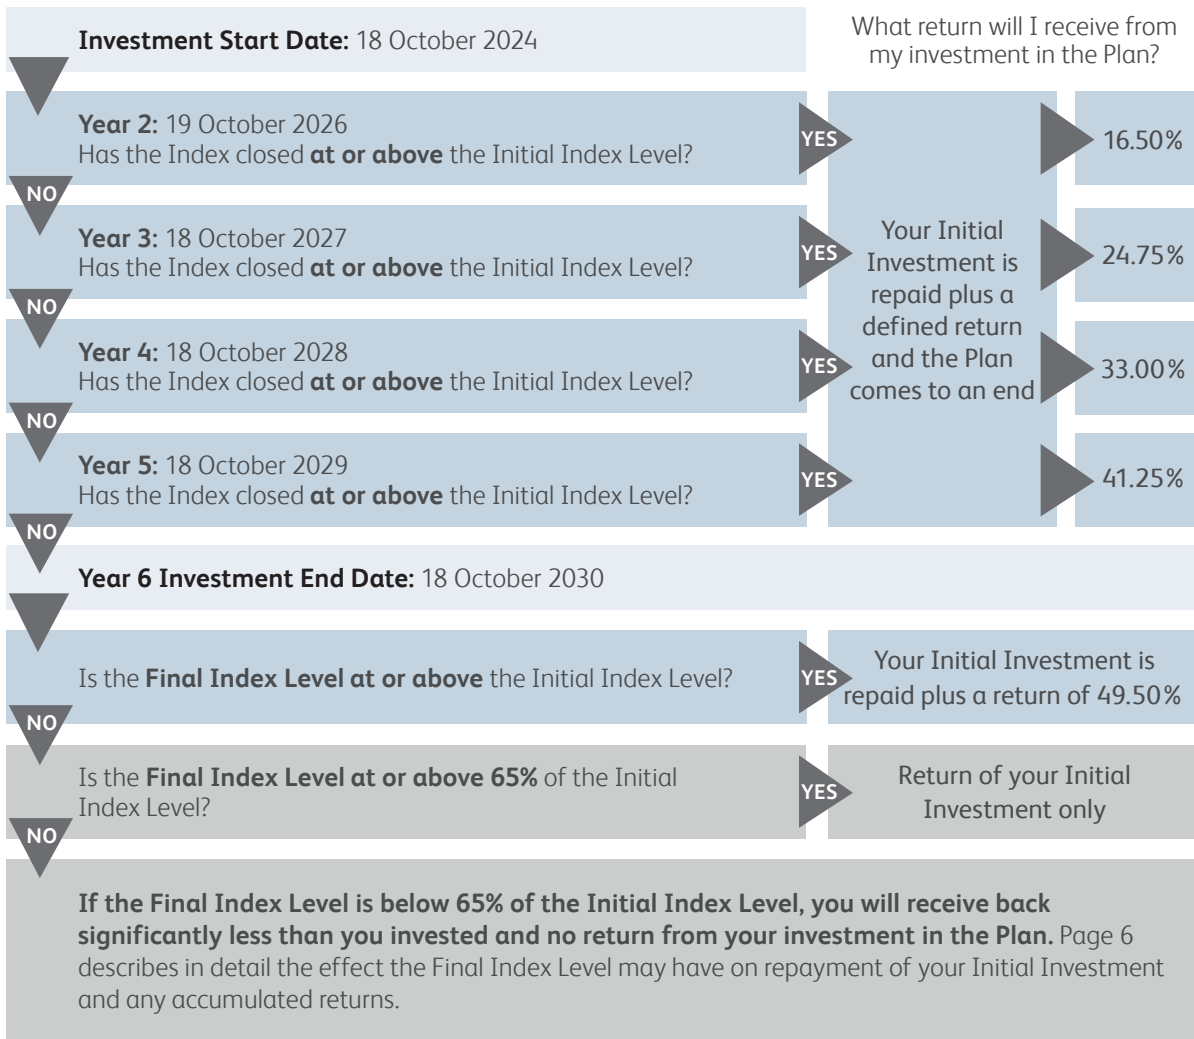 Investment Start Date: 18 October 2024
What return will I receive from
my investment in the Plan?
Year 2: 19 October 2026
Has the Index closed at or above the Initial Index Level?
YES
16.50%
NO
Year 3: 18 October 2027
Has the Index closed at or above the Initial Index Level?
YES
24.75%
NO
Year 4: 18 October 2028
Has the Index closed at or above the Initial Index Level?
YES
33.00%
NO
Year 5: 18 October 2029
Has the Index closed at or above the Initial Index Level?
YES
41.25%
Your Initial
Investment is
repaid plus a
defined return
and the Plan
comes to an end
NO
Year 6 Investment End Date: 18 October 2030
Is the Final Index Level at or above the Initial Index Level?
YES
Your Initial Investment is
repaid plus a return of 49.50%
NO
Is the Final Index Level at or above 65% of the Initial
Index Level?
YES
Return of your Initial
Investment only
NO
If the Final Index Level is below 65% of the Initial Index Level, you will receive back
significantly less than you invested and no return from your investment in the Plan. Page 6
describes in detail the effect the Final Index Level may have on repayment of your Initial Investment
and any accumulated returns.